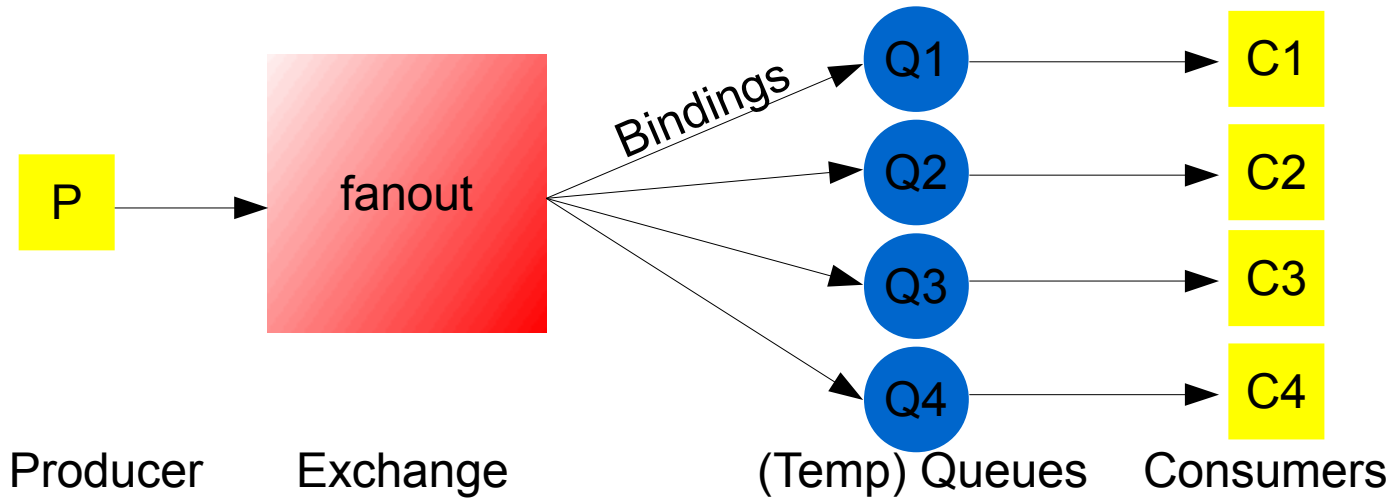 P
fanout
Bindings
Q1
C1
Q2
C2
Q3
C3
Q4
C4
Producer
Exchange
(Temp) Queues
Consumers